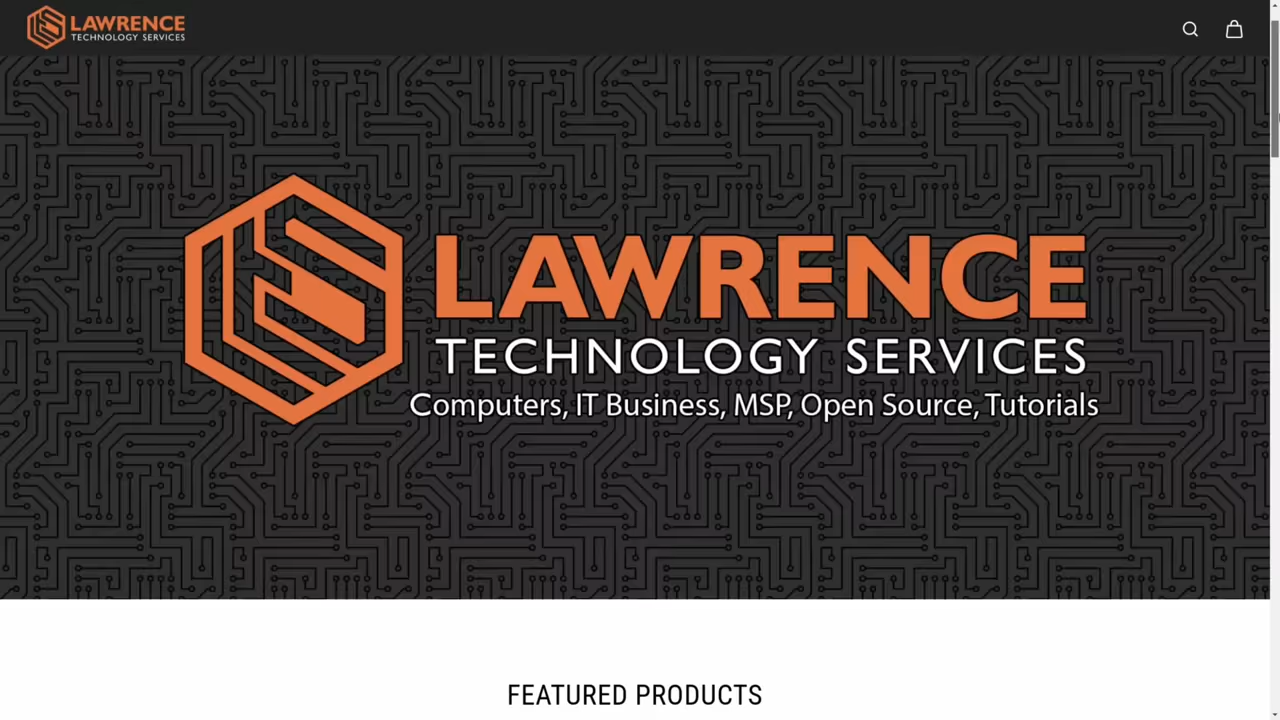 LAWRENCE
TECHNOLOGY SERVICES
LAWRENCE
TECHNOLOGY SERVICES
Computers, IT Business, MSP, Open Source, Tutorials
FEATURED PRODUCTS